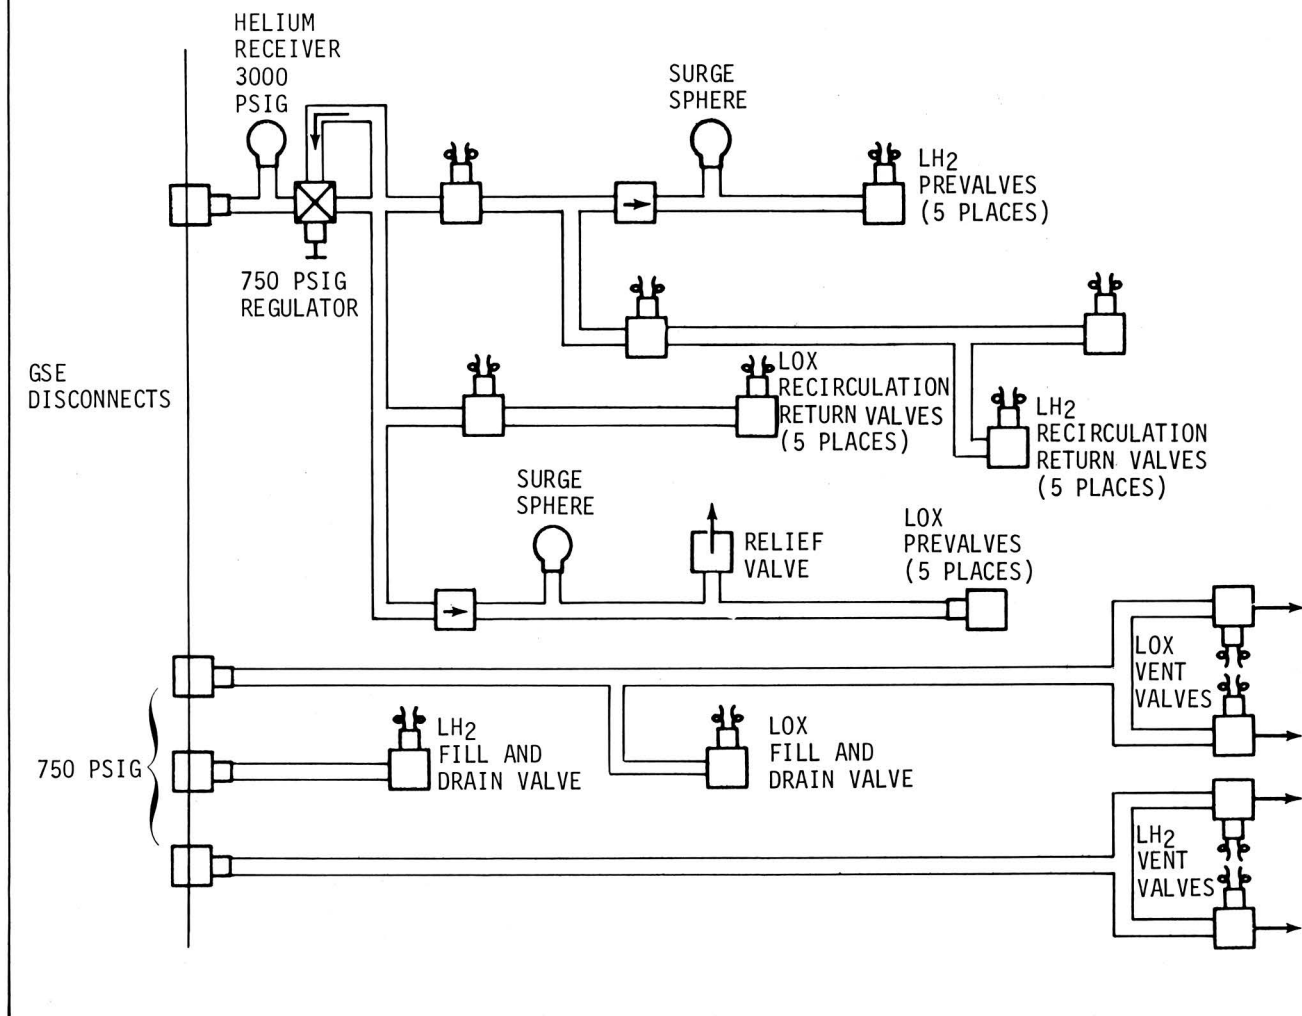 HELIUM
RECEIVER
3000
PSIG
SURGE
SPHERE
LH2
PREVALVES
(5 PLACES)
750 PSIG
REGULATOR
GSE
DISCONNECTS
LOX
RECIRCULATION
RETURN VALVES
(5 PLACES)
LH2
RECIRCULATION
RETURN VALVES
(5 PLACES)
SURGE
SPHERE
RELIEF
VALVE
LOX
PREVALVES
(5 PLACES)
LOX
VENT
VALVES
750 PSIG
LH2
FILL AND
DRAIN VALVE
LOX
FILL AND
DRAIN VALVE
LH2
VENT
VALVES